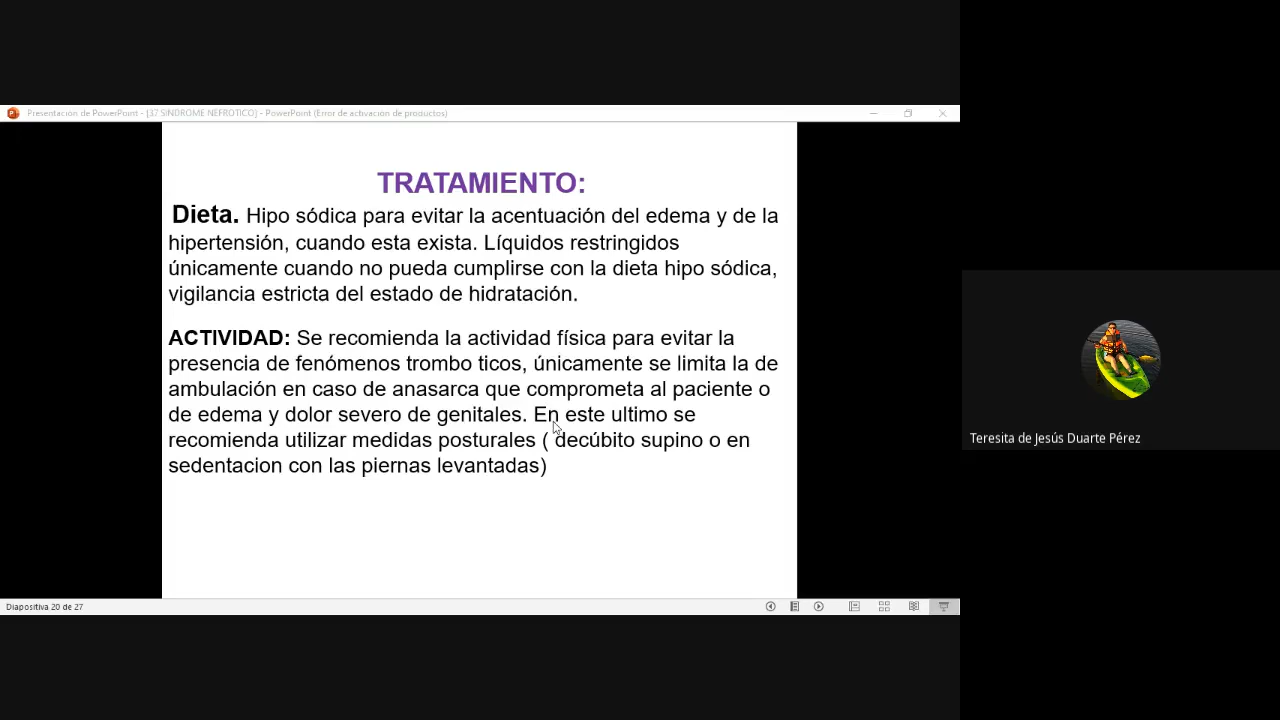 Presentación de PowerPoint - [32 SINDROME NEFROTICO] - PowerPoint (Error de activación de productos)
TRATAMIENTO:
Dieta. Hipo sódica para evitar la acentuación del edema y de la
hipertensión, cuando esta exista. Líquidos restringidos
únicamente cuando no pueda cumplirse con la dieta hipo sódica,
vigilancia estricta del estado de hidratación.
ACTIVIDAD: Se recomienda la actividad física para evitar la
presencia de fenómenos trombo ticos, únicamente se limita la de
ambulación en caso de anasarca que comprometa al paciente o
de edema y dolor severo de genitales. En este ultimo se
recomienda utilizar medidas posturales ( decúbito supino o en
sedentacion con las piernas levantadas)
Teresita de Jesús Duarte Pérez
Diapositiva 20 de 27